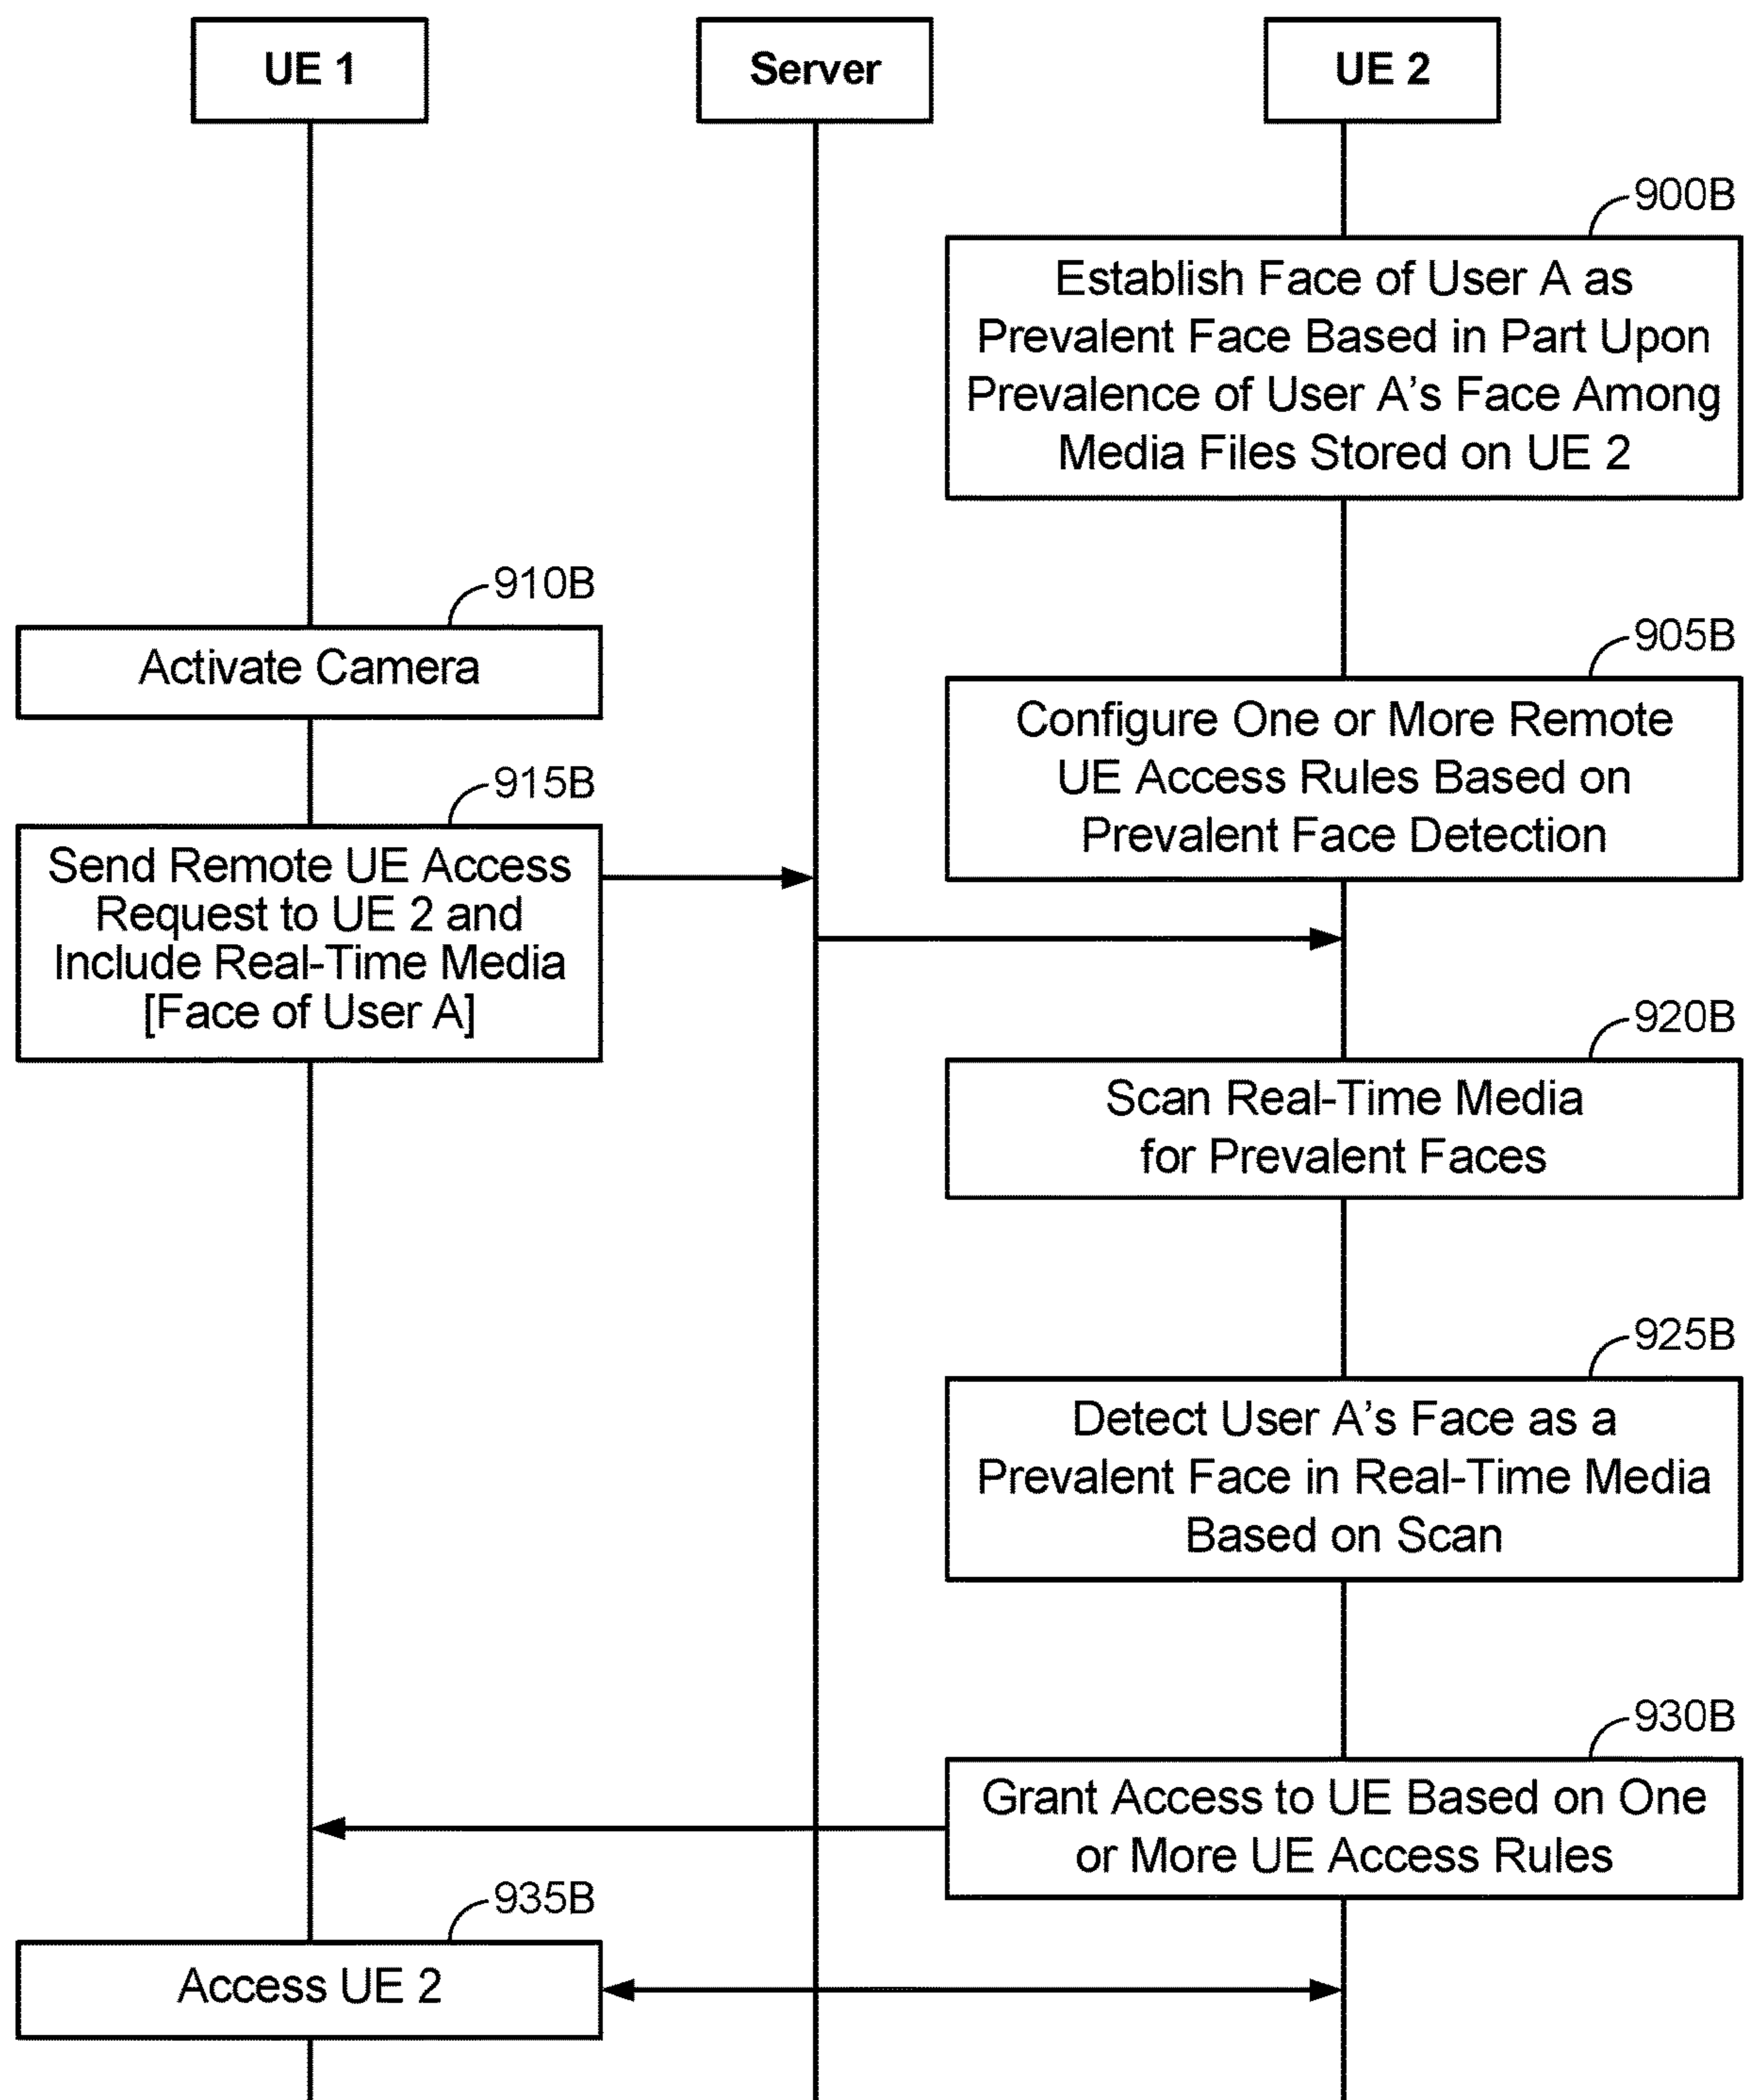 UE 1
Server
UE 2
900B
Establish Face of User A as
Prevalent Face Based in Part Upon
Prevalence of User A's Face Among
Media Files Stored on UE 2
910B
Activate Camera
905B
Configure One or More Remote
UE Access Rules Based on
Prevalent Face Detection
915B
Send Remote UE Access
Request to UE 2 and
Include Real-Time Media
[Face of User A]
920B
Scan Real-Time Media
for Prevalent Faces
925B
Detect User A's Face as a
Prevalent Face in Real-Time Media
Based on Scan
930B
Grant Access to UE Based on One
or More UE Access Rules
935B
Access UE 2